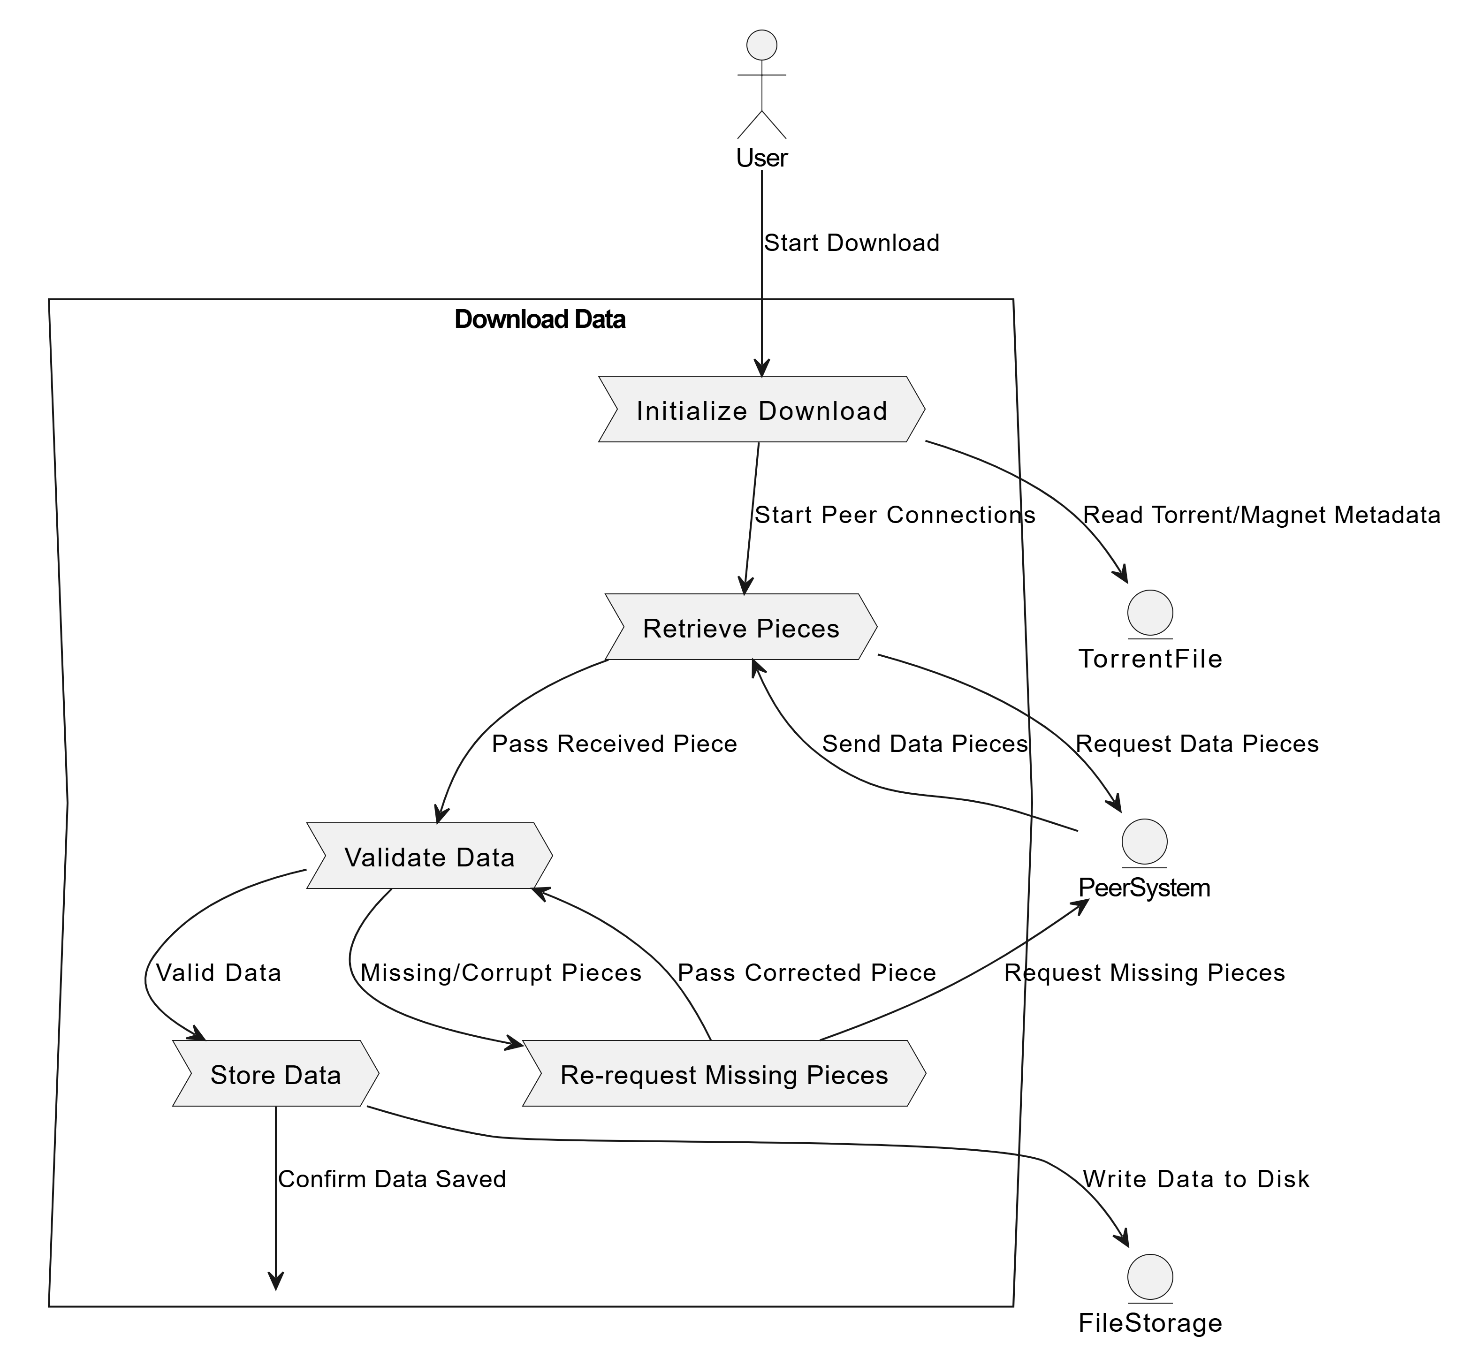 User
Start Download
Download Data
Initialize Download
Start Peer Connections
Read Torrent/Magnet Metadata
TorrentFile
Retrieve Pieces
Pass Received Piece
Send Data Pieces
Request Data Pieces
Validate Data
PeerSystem
Valid Data
Missing/Corrupt Pieces
Pass Corrected Piece
Request Missing Pieces
Store Data
Re-request Missing Pieces
Confirm Data Saved
Write Data to Disk
FileStorage